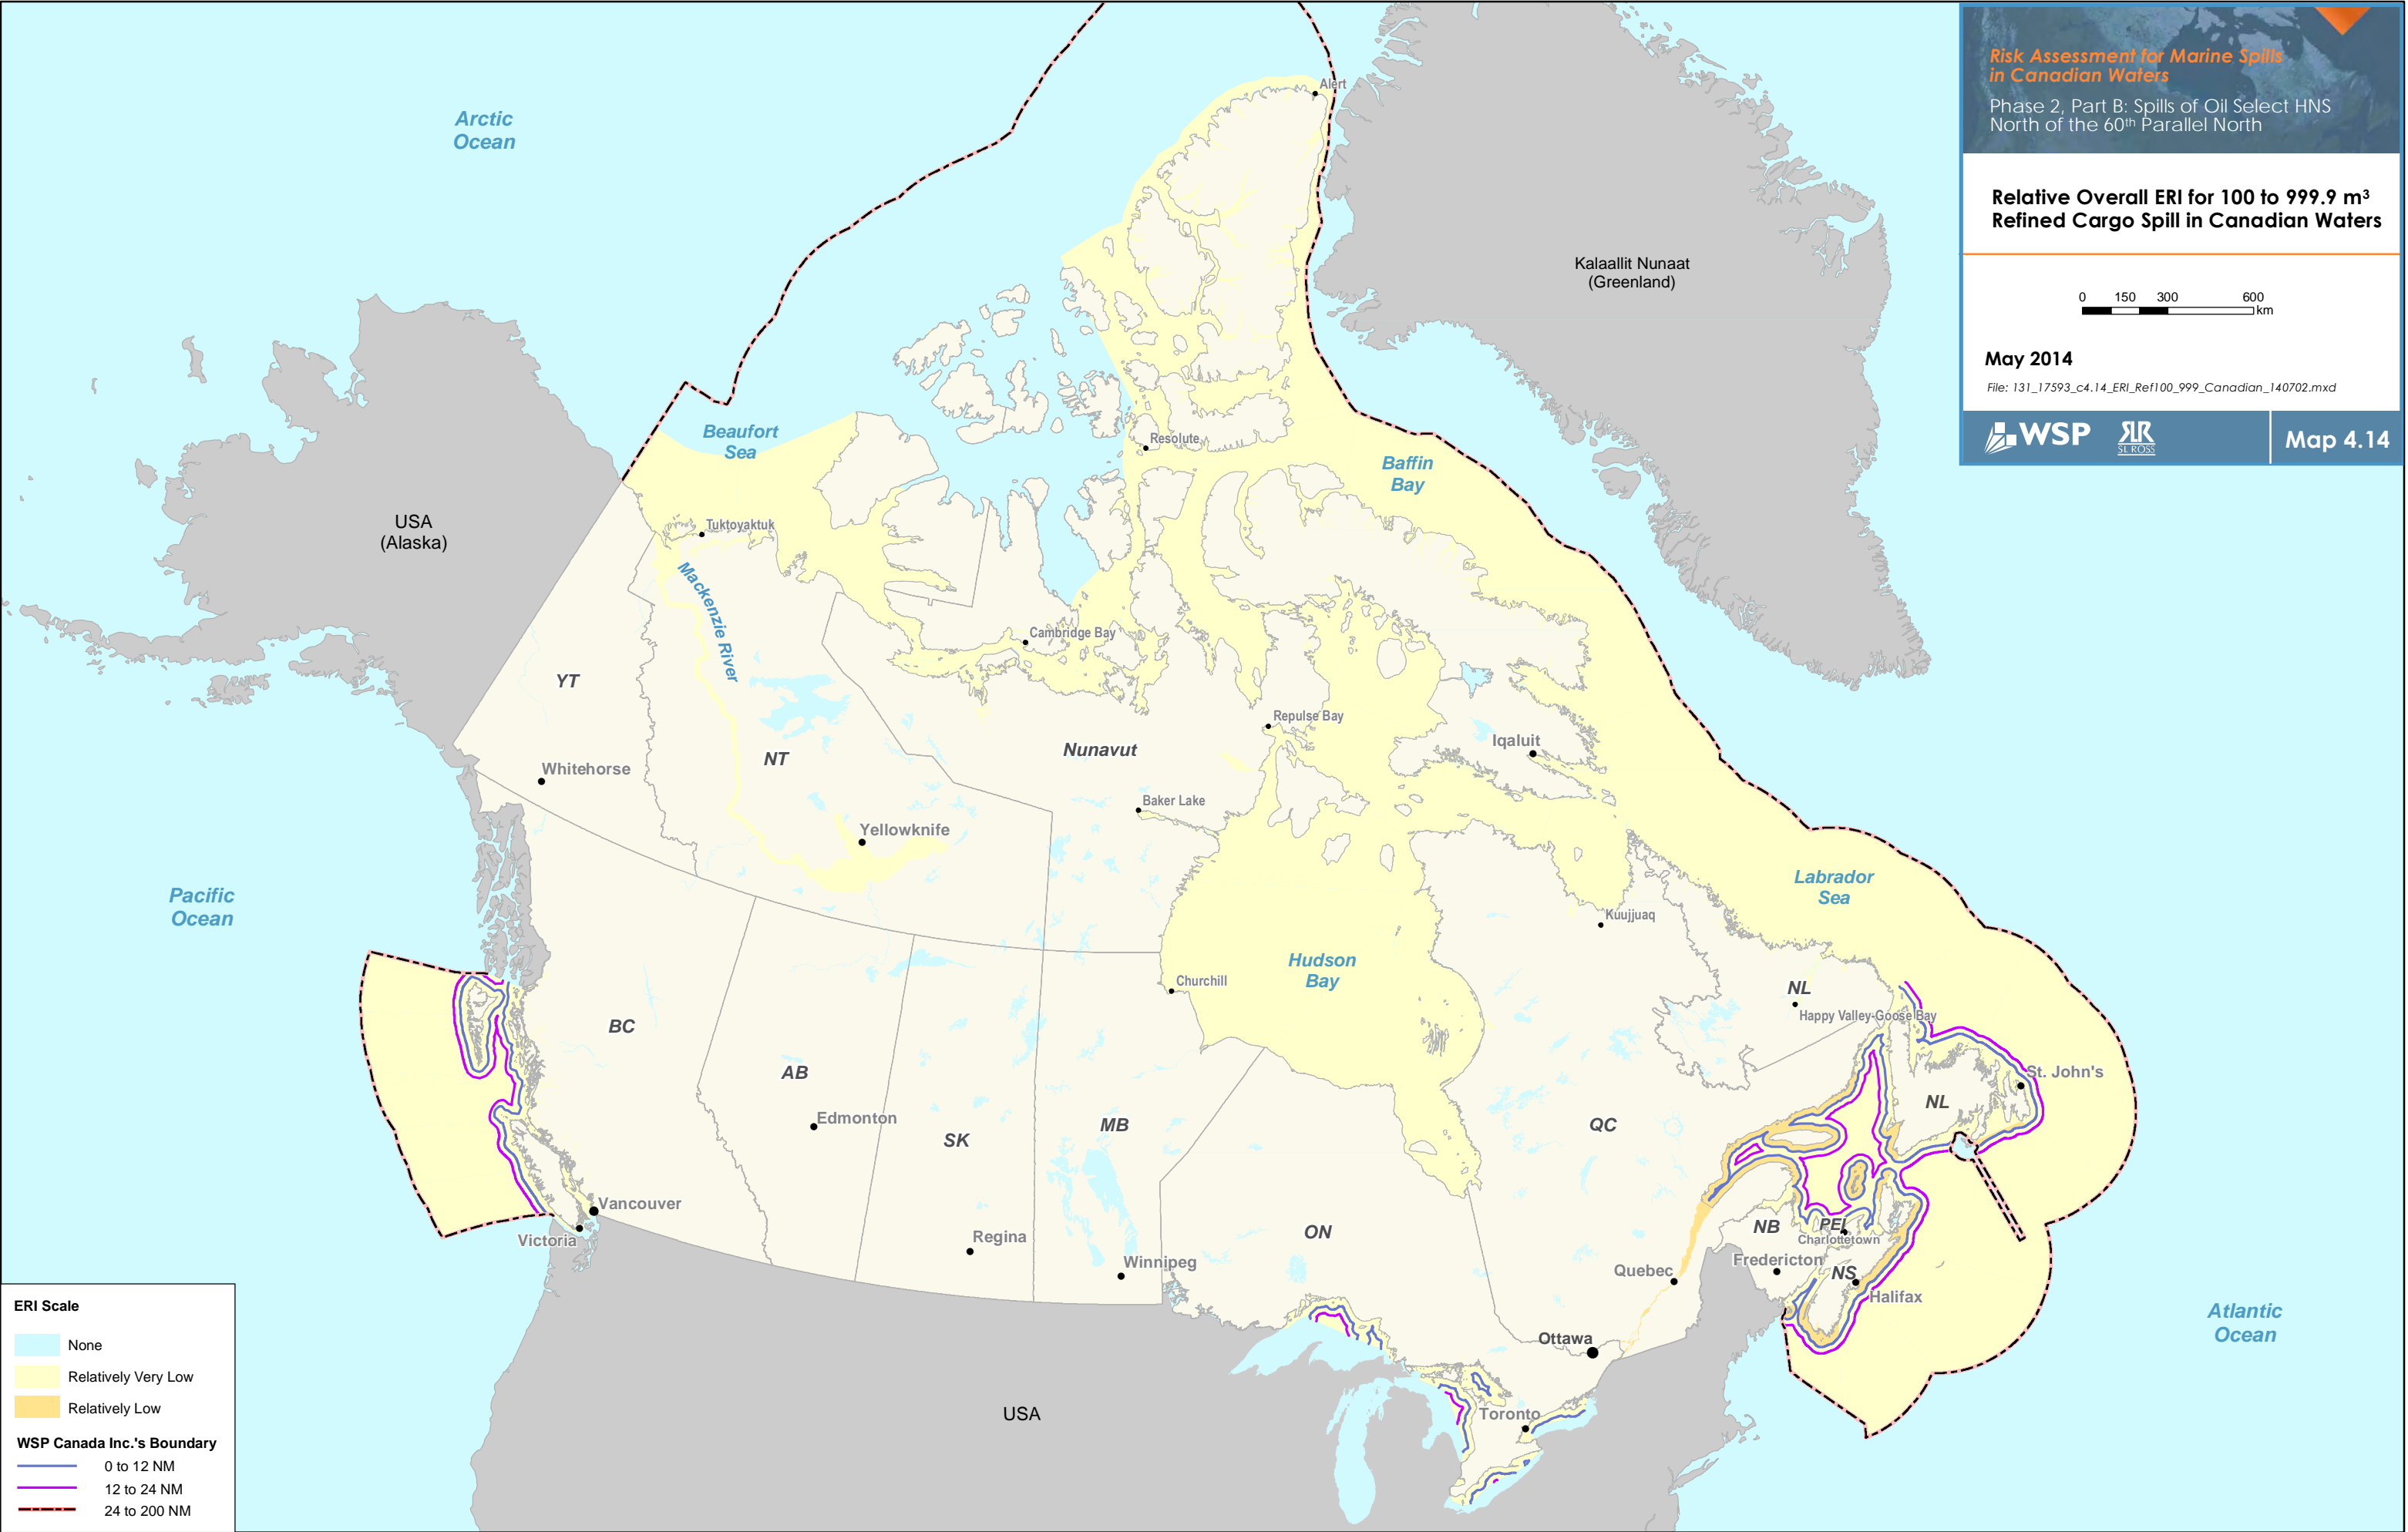 Risk Assessment for Marine Spills
in Canadian Waters
Phase 2, Part B: Spills of Oil Select HNS
North of the 60th Parallel North
Relative Overall ERI for 100 to 999.9 m³
Refined Cargo Spill in Canadian Waters
0 150 300 600
km
May 2014
File: 131_17593_c4.14_ERI_Ref100_999_Canadian_140702.mxd
WSP
SLR
SL ROSS
Map 4.14
Alert
Arctic
Ocean
Kalaallit Nunaat
(Greenland)
Beaufort
Sea
Resolute
Baffin
Bay
USA
(Alaska)
Tuktoyaktuk
Mackenzie River
Cambridge Bay
YT
Repulse Bay
Iqaluit
NT
Nunavut
Whitehorse
Baker Lake
Yellowknife
Labrador
Sea
Pacific
Ocean
Kuujjuaq
Hudson
Bay
Churchill
NL
Happy Valley-Goose Bay
BC
AB
St. John's
NL
Edmonton
SK
MB
QC
Vancouver
Victoria
Regina
ON
NB
PEI
Charlottetown
Winnipeg
Quebec
Fredericton
NS
Halifax
Atlantic
Ocean
Ottawa
USA
Toronto
ERI Scale
None
Relatively Very Low
Relatively Low
WSP Canada Inc.'s Boundary
0 to 12 NM
12 to 24 NM
24 to 200 NM